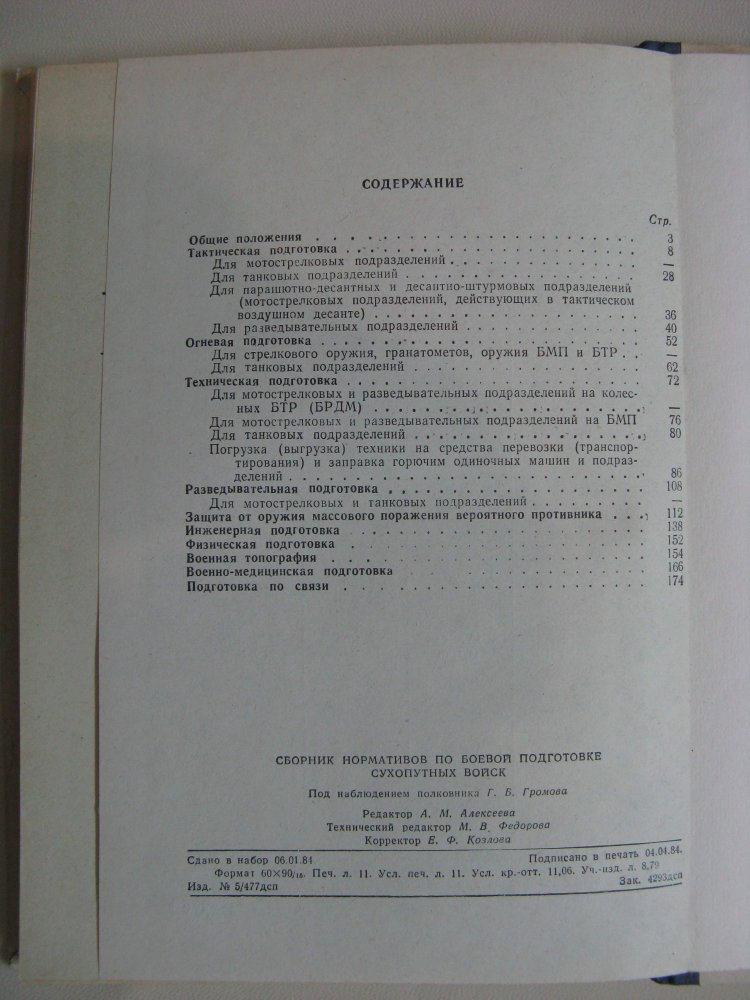 СОДЕРЖАНИЕ
Стр.
Общие положения . . . . . . . . . . . . . . . . . . . . . 3
Тактическая подготовка . . . . . . . . . . . . . . . . . . . 8
Для мотострелковых подразделений . . . . . . . . . . . . —
Для танковых подразделений . . . . . . . . . . . . . . . 28
Для парашютно-десантных и десантно-штурмовых подразделений
(мотострелковых подразделений, действующих в тактическом
воздушном десанте) . . . . . . . . . . . . . . . . . 36
Для разведывательных подразделений . . . . . . . . . . . 40
Огневая подготовка . . . . . . . . . . . . . . . . . . . . 52
Для стрелкового оружия, гранатометов, оружия БМП и БТР . . —
Для танковых подразделений . . . . . . . . . . . . . . . 62
Техническая подготовка . . . . . . . . . . . . . . . . . . 72
Для мотострелковых и разведывательных подразделений на колес-
ных БТР (БРДМ) . . . . . . . . . . . . . . . . . . —
Для мотострелковых и разведывательных подразделений на БМП 76
Для танковых подразделений . . . . . . . . . . . . . . . 80
Погрузка (выгрузка) техники на средства перевозки (транспор-
тирования) и заправка горючим одиночных машин и подраз-
делений . . . . . . . . . . . . . . . . . . . . . . 86
Разведывательная подготовка . . . . . . . . . . . . . . . . 108
Для мотострелковых и танковых подразделений . . . . . . . —
Защита от оружия массового поражения вероятного противника . . . 112
Инженерная подготовка . . . . . . . . . . . . . . . . . . 138
Физическая подготовка . . . . . . . . . . . . . . . . . . 152
Военная топография . . . . . . . . . . . . . . . . . . . 154
Военно-медицинская подготовка . . . . . . . . . . . . . . . 166
Подготовка по связи . . . . . . . . . . . . . . . . . . . 174
СБОРНИК НОРМАТИВОВ ПО БОЕВОЙ ПОДГОТОВКЕ
СУХОПУТНЫХ ВОЙСК
Под наблюдением полковника Г. Б. Громова
Редактор А. М. Алексеева
Технический редактор М. В. Федорова
Корректор Е. Ф. Козлова
Сдано в набор 06.01.84 Подписано в печать 04.04.84.
Формат 60×90/16. Печ. л. 11. Усл. печ. л. 11. Усл. кр.-отт. 11,06. Уч.-изд. л. 8,79
Изд. № 5/477дсп Зак. 4293дсп